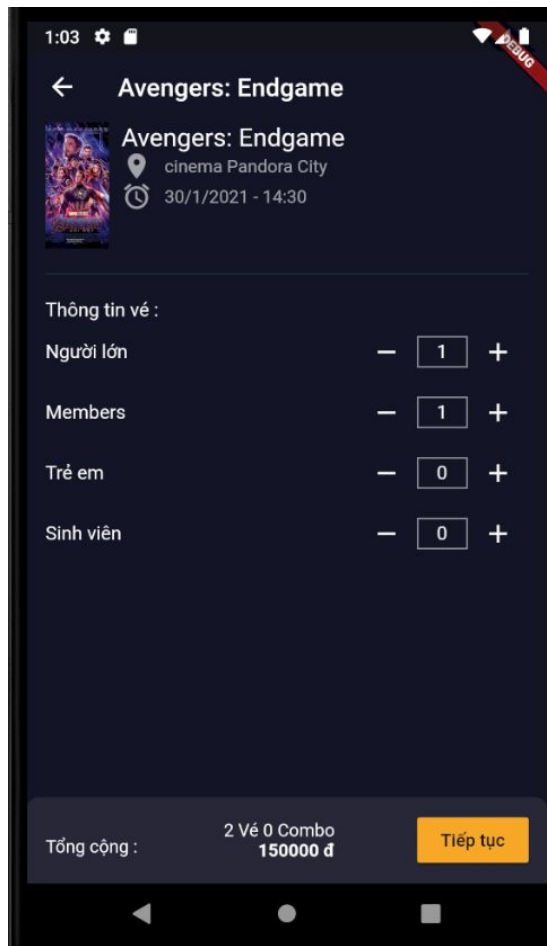 1:03
DEBUG
Avengers: Endgame
Avengers: Endgame
cinema Pandora City
30/1/2021 - 14:30
Thông tin vé :
Người lớn − 1 +
Members − 1 +
Trẻ em − 0 +
Sinh viên − 0 +
2 Vé 0 Combo
Tổng cộng : 150000 đ Tiếp tục